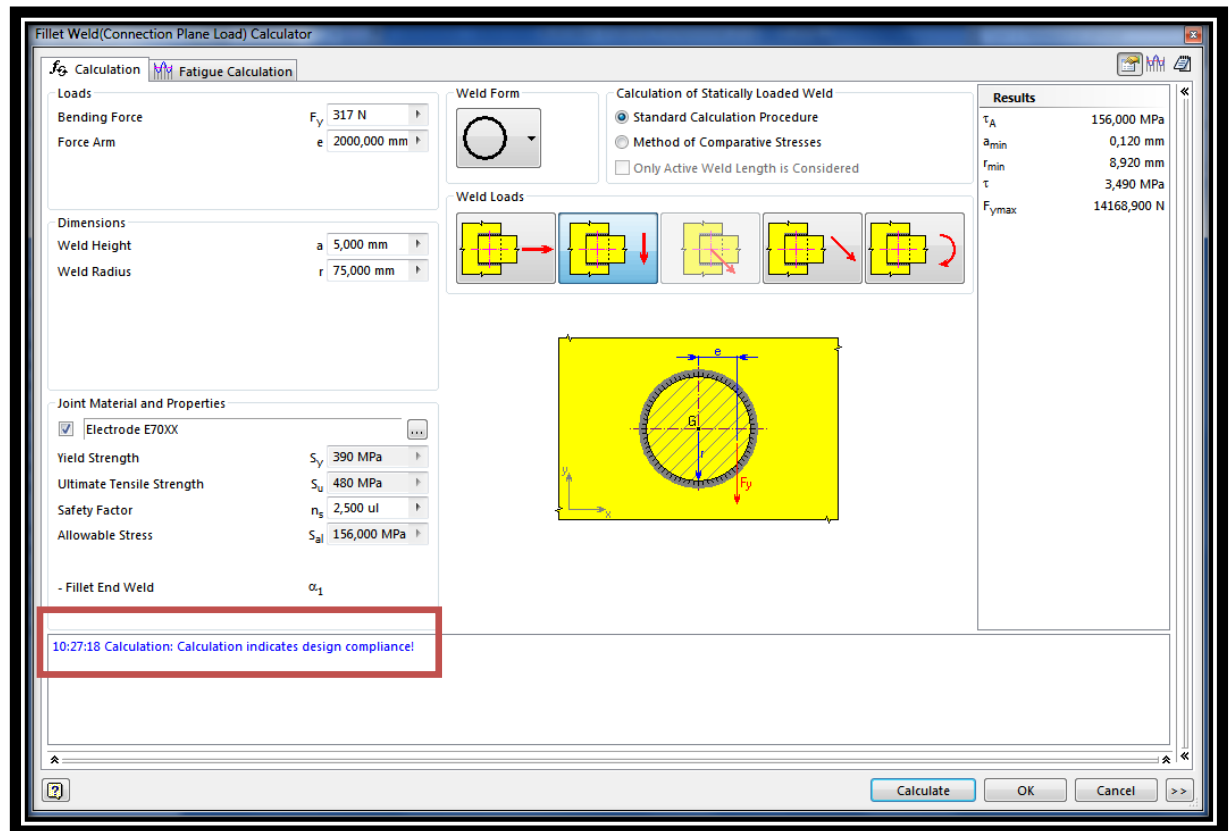 Fillet Weld(Connection Plane Load) Calculator
fG Calculation
Fatigue Calculation
Loads
Bending Force Fy 317 N
Force Arm e 2000,000 mm
Dimensions
Weld Height a 5,000 mm
Weld Radius r 75,000 mm
Joint Material and Properties
Electrode E70XX ...
Yield Strength Sy 390 MPa
Ultimate Tensile Strength Su 480 MPa
Safety Factor ns 2,500 ul
Allowable Stress Sal 156,000 MPa
- Fillet End Weld α1
Weld Form
Calculation of Statically Loaded Weld
Standard Calculation Procedure
Method of Comparative Stresses
Only Active Weld Length is Considered
Weld Loads
e
G
r
Fy
y
x
Results
τA 156,000 MPa
amin 0,120 mm
rmin 8,920 mm
τ 3,490 MPa
Fymax 14168,900 N
10:27:18 Calculation: Calculation indicates design compliance!
?
Calculate
OK
Cancel
>>